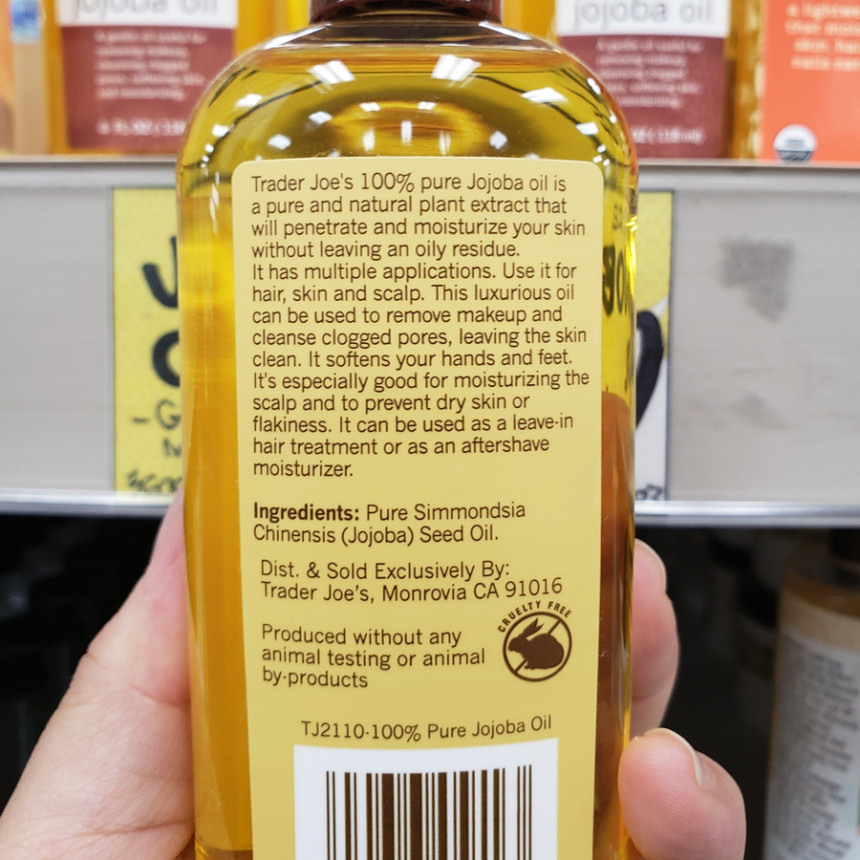 jojoba oil
jojoba oil
Trader Joe's 100% pure Jojoba oil is
a pure and natural plant extract that
will penetrate and moisturize your skin
without leaving an oily residue.
It has multiple applications. Use it for
hair, skin and scalp. This luxurious oil
can be used to remove makeup and
cleanse clogged pores, leaving the skin
clean. It softens your hands and feet.
It's especially good for moisturizing the
scalp and to prevent dry skin or
flakiness. It can be used as a leave-in
hair treatment or as an aftershave
moisturizer.
Ingredients: Pure Simmondsia
Chinensis (Jojoba) Seed Oil.
Dist. & Sold Exclusively By:
Trader Joe's, Monrovia CA 91016
CRUELTY FREE
Produced without any
animal testing or animal
by-products
TJ2110-100% Pure Jojoba Oil